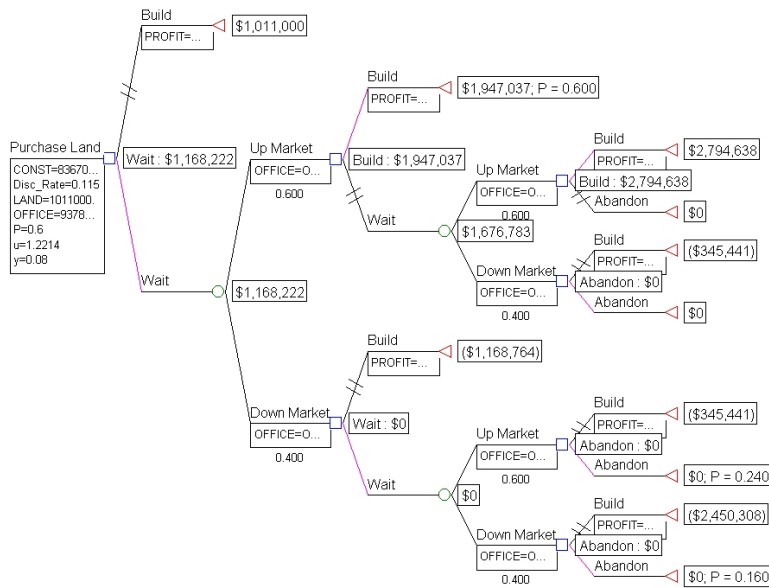 Build
PROFIT=...
$1,011,000
Purchase Land
CONST=83670...
Disc_Rate=0.115
LAND=1011000.
OFFICE=9378...
P=0.6
u=1.2214
y=0.08
Wait : $1,168,222
Wait
$1,168,222
Up Market
OFFICE=O...
0.600
Build : $1,947,037
Build
PROFIT=...
$1,947,037; P = 0.600
Wait
$1,676,783
Up Market
OFFICE=O...
0.600
Build : $2,794,638
Build
PROFIT=...
$2,794,638
Abandon
$0
Down Market
OFFICE=O...
0.400
Abandon : $0
Build
PROFIT=...
($345,441)
Abandon
$0
Down Market
OFFICE=O...
0.400
Wait : $0
Build
PROFIT=...
($1,168,764)
Wait
$0
Up Market
OFFICE=O...
0.600
Abandon : $0
Build
PROFIT=...
($345,441)
Abandon
$0; P = 0.240
Down Market
OFFICE=O...
0.400
Abandon : $0
Build
PROFIT=...
($2,450,308)
Abandon
$0; P = 0.160